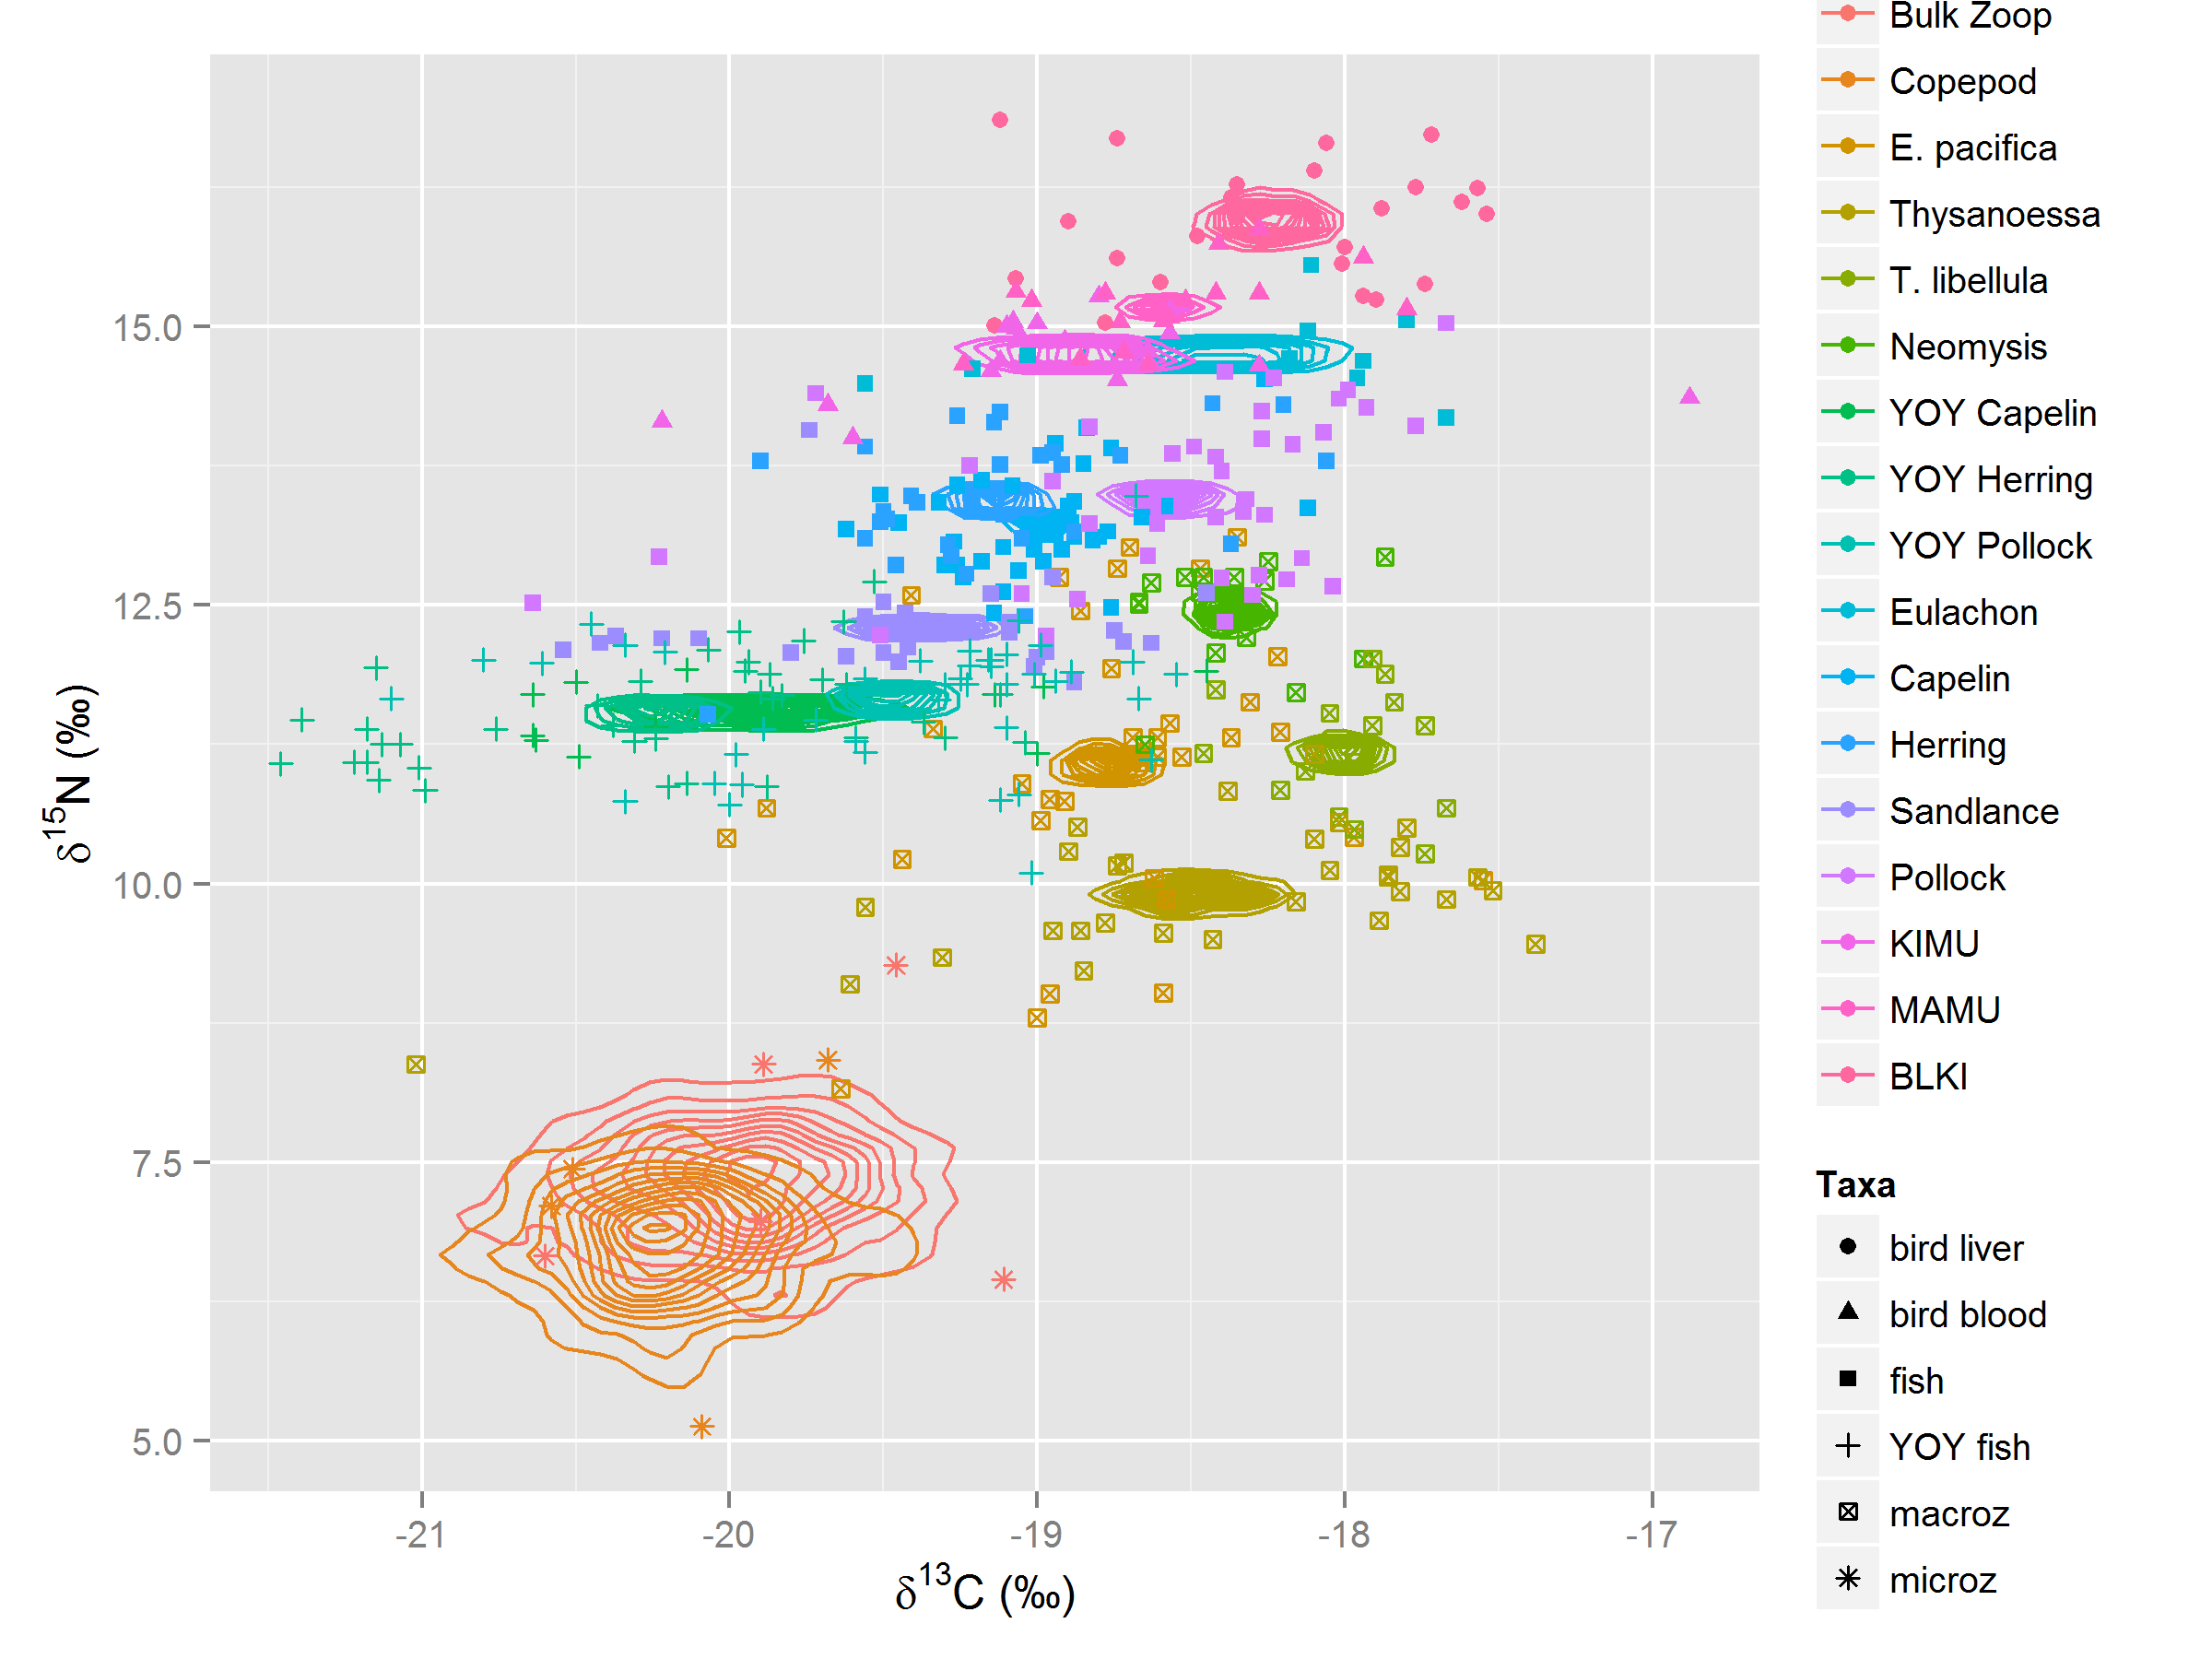 Bulk Zoop
Copepod
E. pacifica
Thysanoessa
T. libellula
Neomysis
YOY Capelin
YOY Herring
YOY Pollock
Eulachon
Capelin
Herring
Sandlance
Pollock
KIMU
MAMU
BLKI
Taxa
bird liver
bird blood
fish
YOY fish
macroz
microz
15.0
12.5
10.0
7.5
5.0
δ15N (‰)
-21 -20 -19 -18 -17
δ13C (‰)